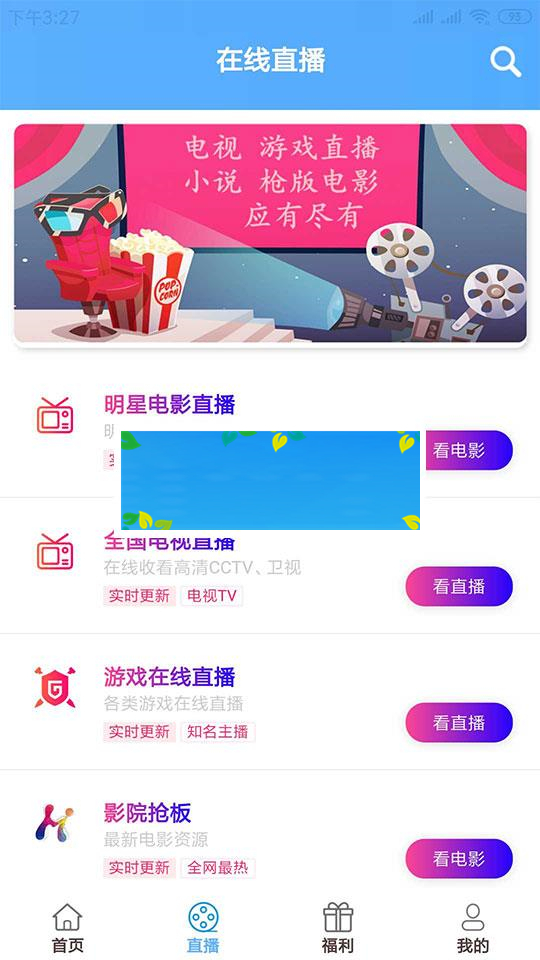 下午3:27
93
在线直播
电视 游戏直播
小说 枪版电影
应有尽有
POP
CORN
明星电影直播
看电影
全国电视直播
在线收看高清CCTV、卫视
实时更新 电视TV
看直播
游戏在线直播
各类游戏在线直播
实时更新 知名主播
看直播
影院抢板
最新电影资源
实时更新 全网最热
看电影
首页 直播 福利 我的